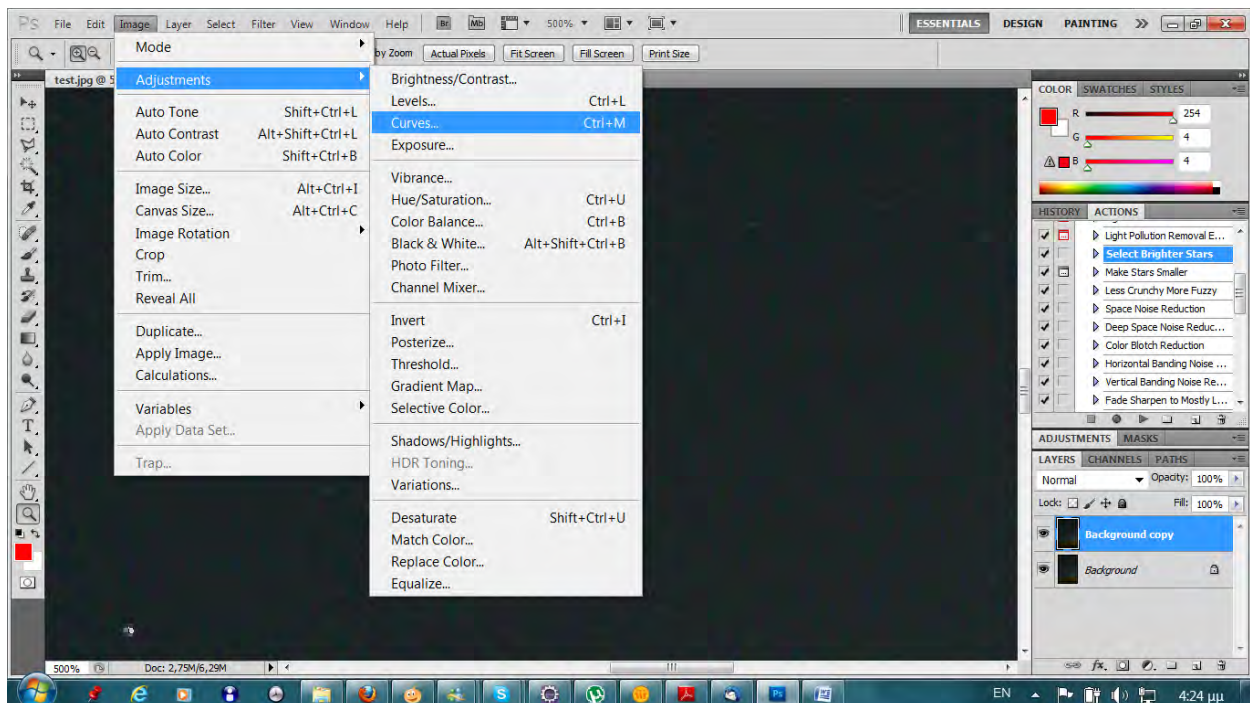 PS File Edit Image Layer Select Filter View Window Help Br Mb 500% ESSENTIALS DESIGN PAINTING
by Zoom Actual Pixels Fit Screen Fill Screen Print Size
test.jpg @ 5
Mode
Adjustments
Auto Tone Shift+Ctrl+L
Auto Contrast Alt+Shift+Ctrl+L
Auto Color Shift+Ctrl+B
Image Size... Alt+Ctrl+I
Canvas Size... Alt+Ctrl+C
Image Rotation
Crop
Trim...
Reveal All
Duplicate...
Apply Image...
Calculations...
Variables
Apply Data Set...
Trap...
Brightness/Contrast...
Levels... Ctrl+L
Curves... Ctrl+M
Exposure...
Vibrance...
Hue/Saturation... Ctrl+U
Color Balance... Ctrl+B
Black & White... Alt+Shift+Ctrl+B
Photo Filter...
Channel Mixer...
Invert Ctrl+I
Posterize...
Threshold...
Gradient Map...
Selective Color...
Shadows/Highlights...
HDR Toning...
Variations...
Desaturate Shift+Ctrl+U
Match Color...
Replace Color...
Equalize...
COLOR SWATCHES STYLES
R 254
G 4
B 4
HISTORY ACTIONS
Light Pollution Removal E...
Select Brighter Stars
Make Stars Smaller
Less Crunchy More Fuzzy
Space Noise Reduction
Deep Space Noise Reduc...
Color Blotch Reduction
Horizontal Banding Noise ...
Vertical Banding Noise Re...
Fade Sharpen to Mostly L...
ADJUSTMENTS MASKS
LAYERS CHANNELS PATHS
Normal Opacity: 100%
Lock: Fill: 100%
Background copy
Background
500% Doc: 2,75M/6,29M
EN 4:24 μμ